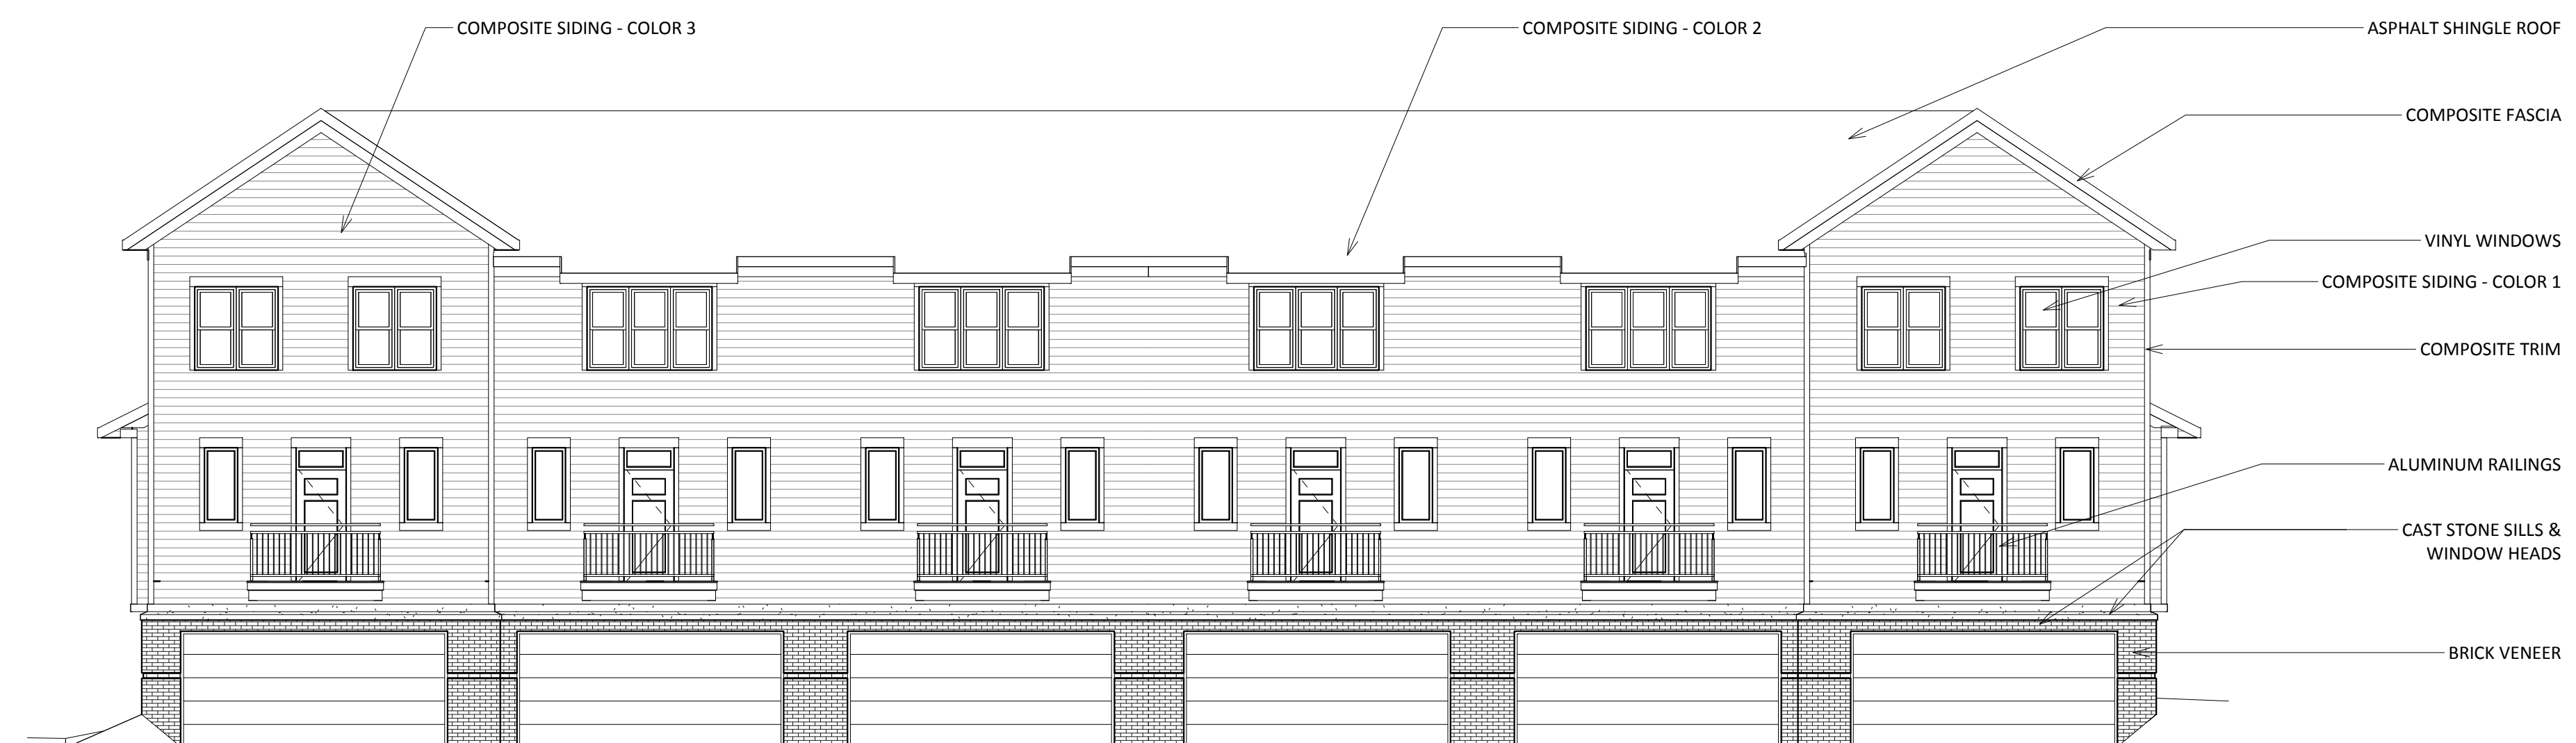 COMPOSITE SIDING - COLOR 3
COMPOSITE SIDING - COLOR 2
ASPHALT SHINGLE ROOF
COMPOSITE FASCIA
VINYL WINDOWS
COMPOSITE SIDING - COLOR 1
COMPOSITE TRIM
ALUMINUM RAILINGS
CAST STONE SILLS &
WINDOW HEADS
BRICK VENEER